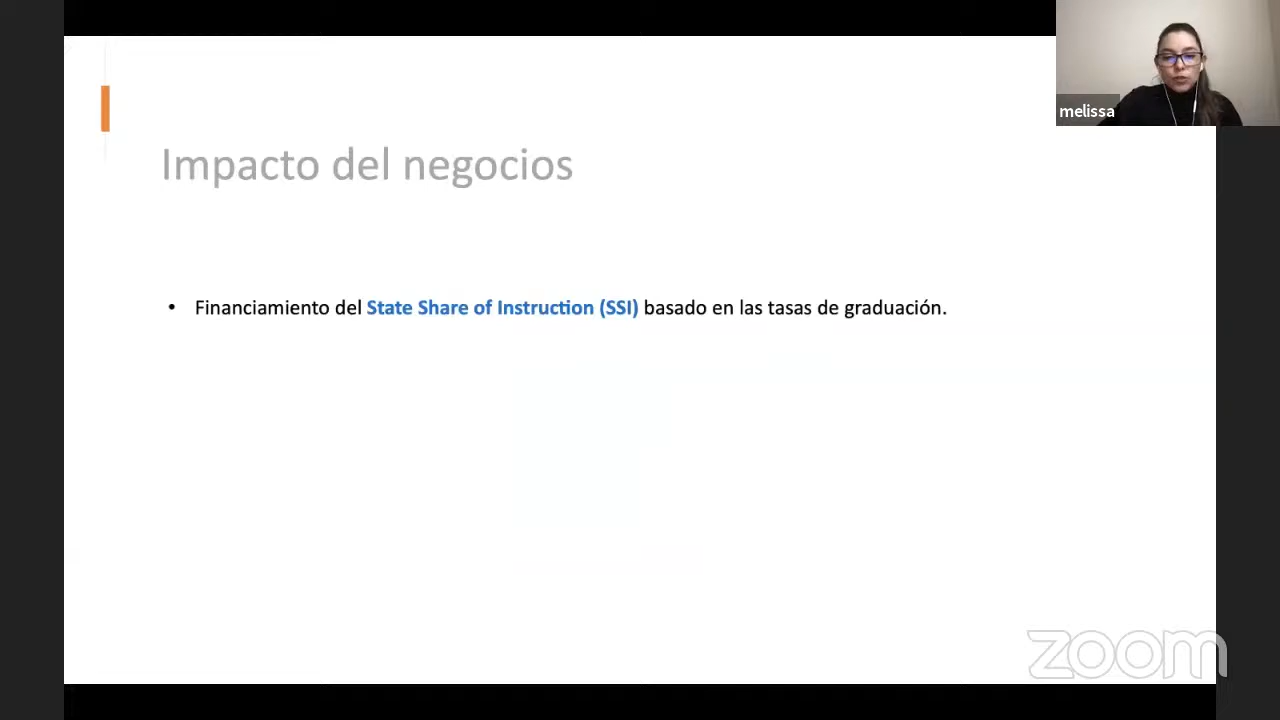 melissa
Impacto del negocios
• Financiamiento del State Share of Instruction (SSI) basado en las tasas de graduación.
zoom